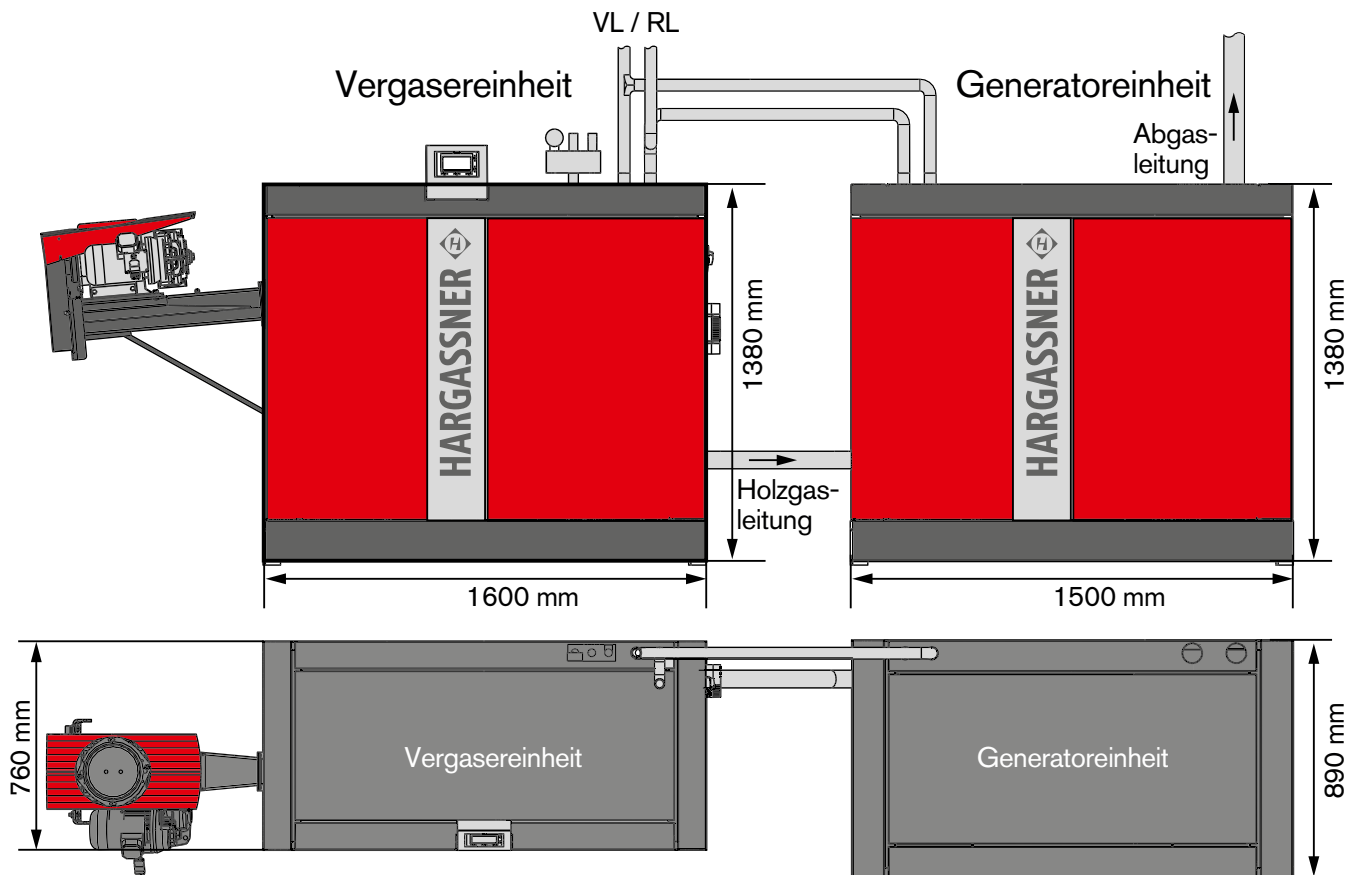 VL / RL
Vergasereinheit
Generatoreinheit
Abgas-
leitung
HARGASSNER
H
1380 mm
HARGASSNER
H
1380 mm
Holzgas-
leitung
1600 mm
1500 mm
760 mm
Vergasereinheit
Generatoreinheit
890 mm